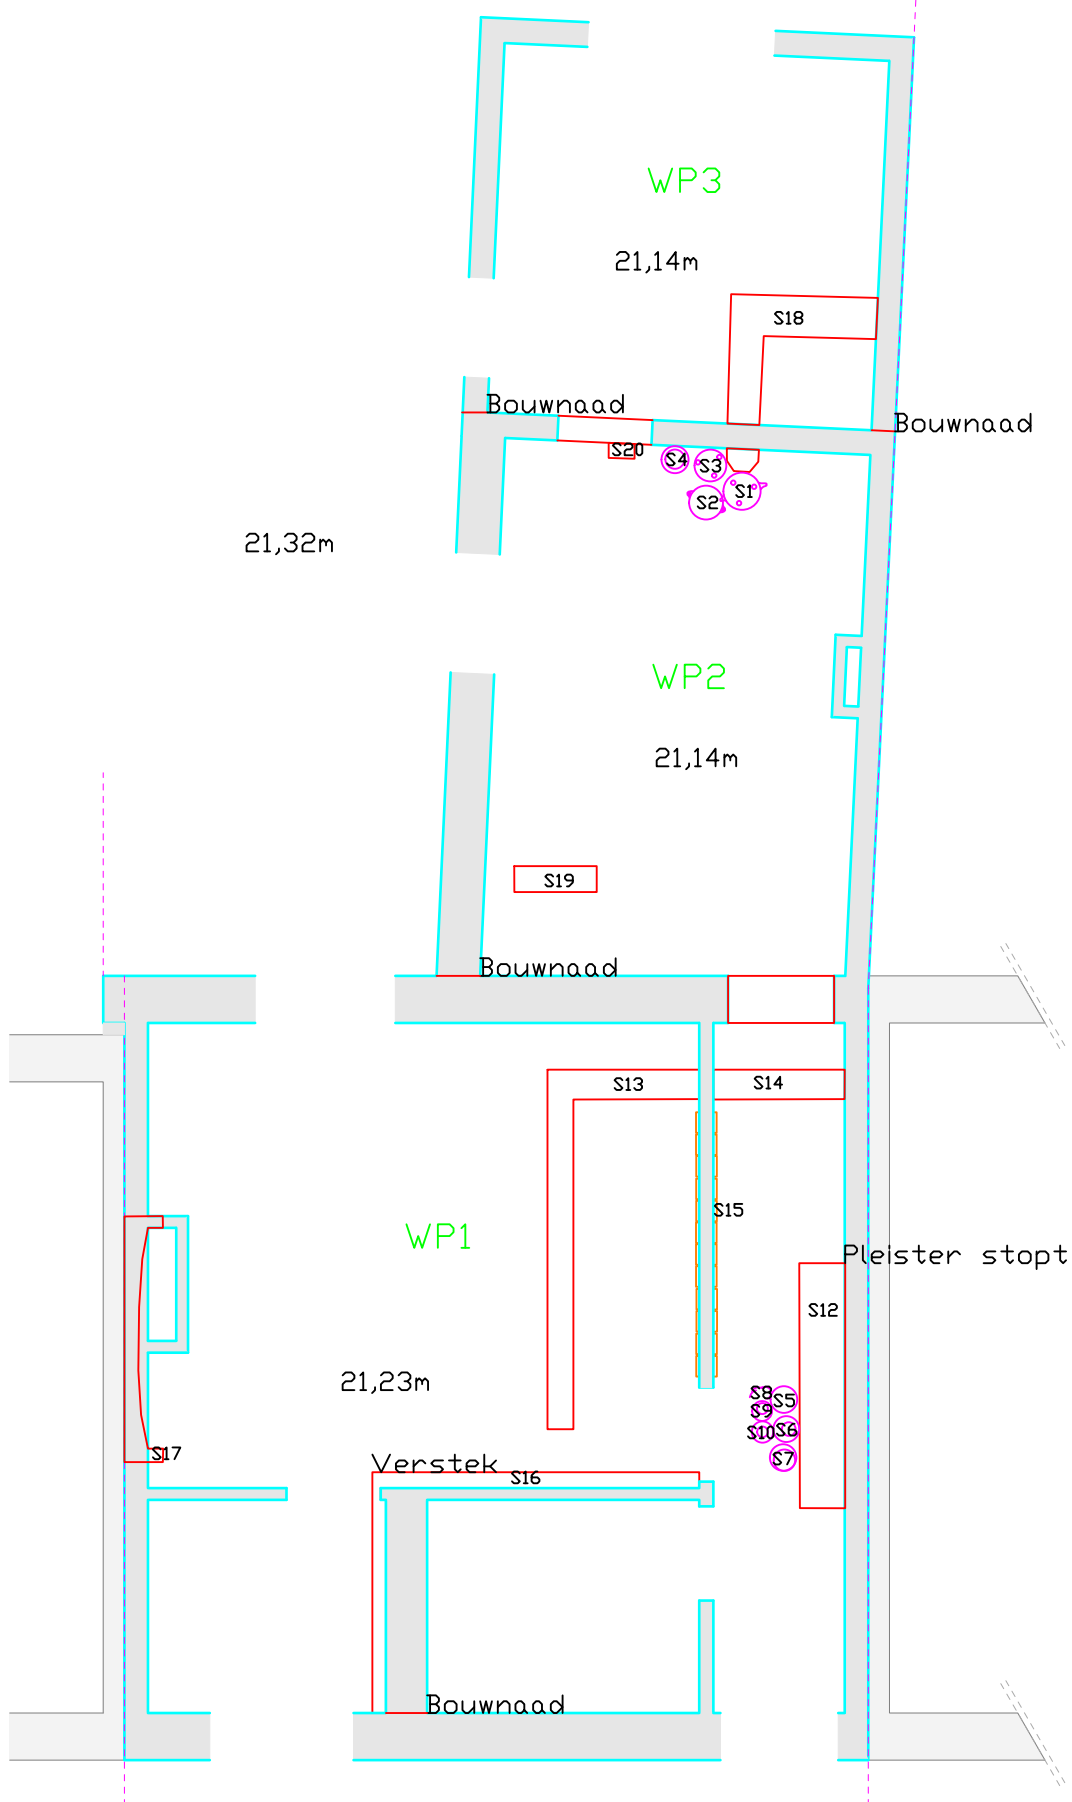 WP3
21,14m
S18
Bouwnaad
Bouwnaad
S20
S4
S3
S1
S2
21,32m
WP2
21,14m
S19
Bouwnaad
S13
S14
S15
WP1
Pleister stopt
S12
21,23m
S8
S5
S9
S10
S6
S7
S17
Verstek
S16
Bouwnaad